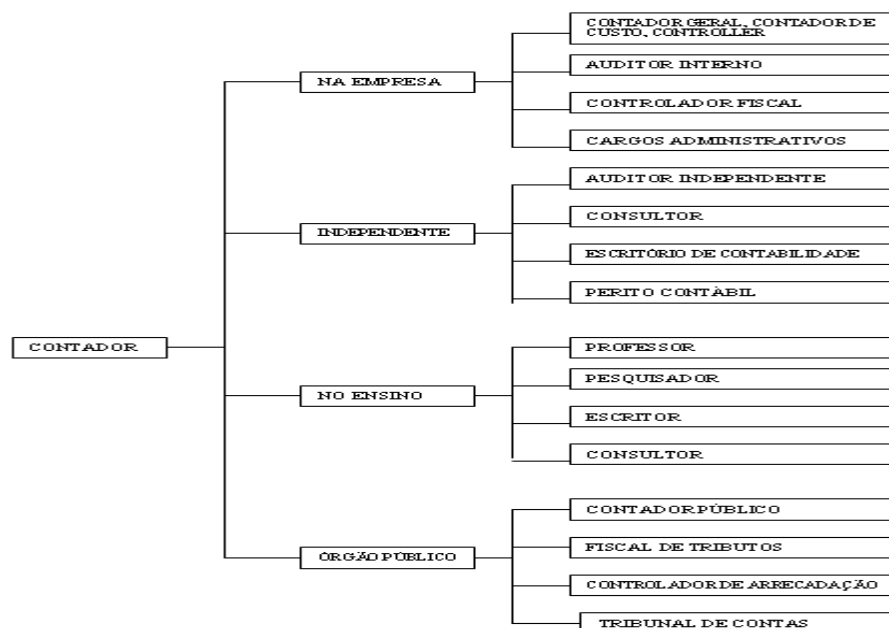 CONTADOR
NA EMPRESA
CONTADOR GERAL, CONTADOR DE
CUSTO, CONTROLLER
AUDITOR INTERNO
CONTROLADOR FISCAL
CARGOS ADMINISTRATIVOS
INDEPENDENTE
AUDITOR INDEPENDENTE
CONSULTOR
ESCRITÓRIO DE CONTABILIDADE
PERITO CONTÁBIL
NO ENSINO
PROFESSOR
PESQUISADOR
ESCRITOR
CONSULTOR
ÓRGÃO PÚBLICO
CONTADOR PÚBLICO
FISCAL DE TRIBUTOS
CONTROLADOR DE ARRECADAÇÃO
TRIBUNAL DE CONTAS